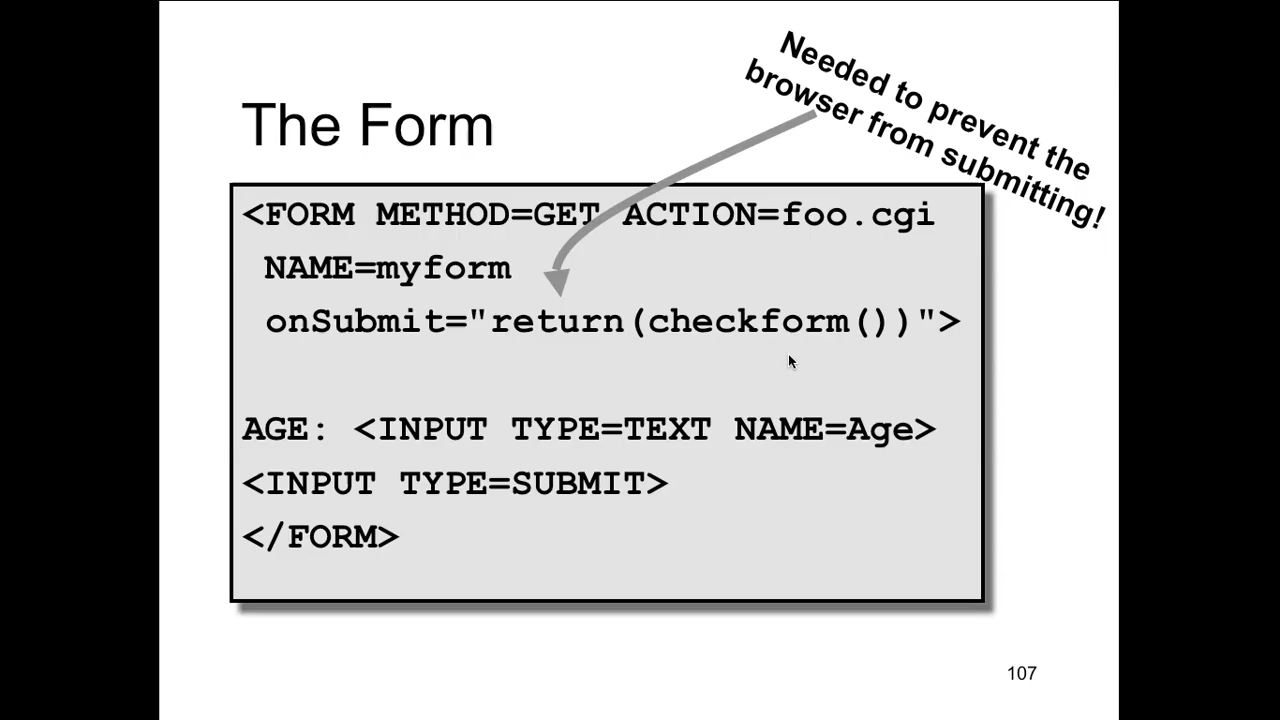 Needed to prevent the
browser from submitting!
The Form
<FORM METHOD=GET ACTION=foo.cgi
NAME=myform
onSubmit="return(checkform())">
AGE: <INPUT TYPE=TEXT NAME=Age>
<INPUT TYPE=SUBMIT>
</FORM>
107